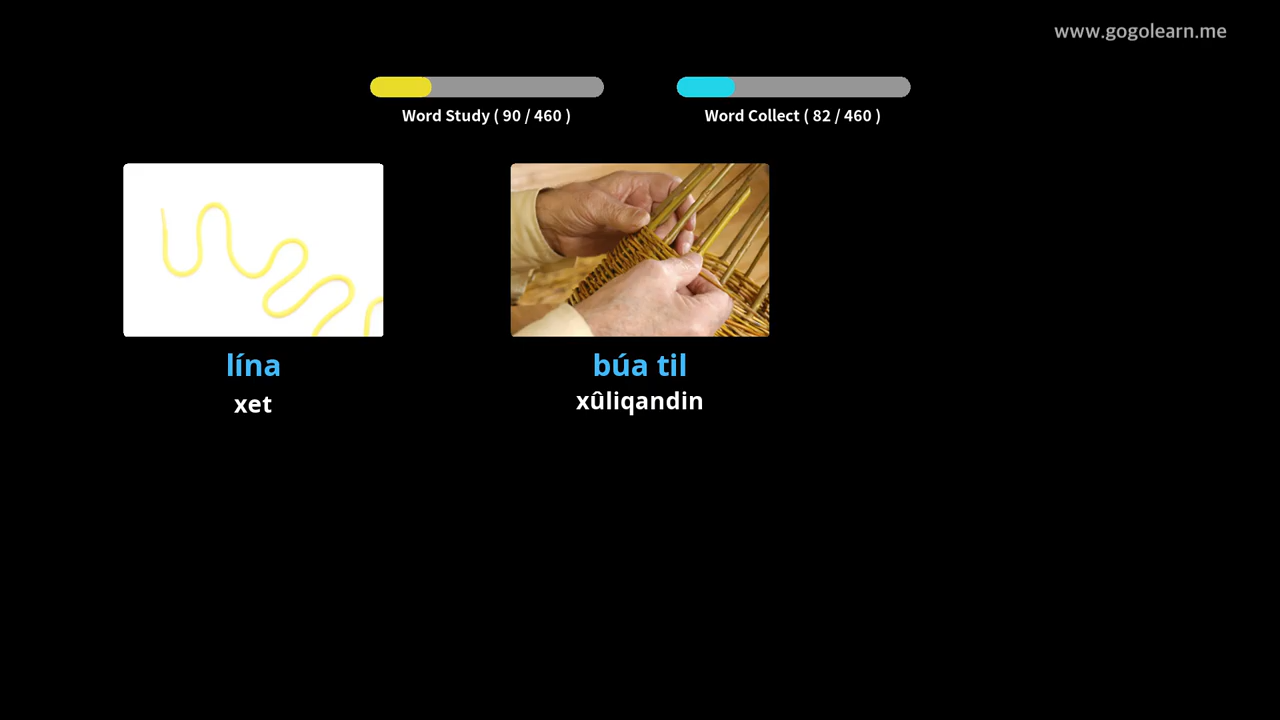 www.gogolearn.me
Word Study ( 90 / 460 )
Word Collect ( 82 / 460 )
lína
xet
búa til
xûliqandin